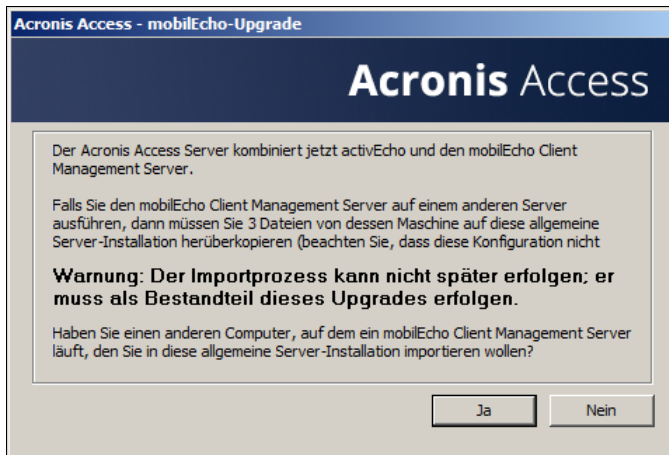 Acronis Access - mobilEcho-Upgrade
Acronis Access
Der Acronis Access Server kombiniert jetzt activEcho und den mobilEcho Client
Management Server.
Falls Sie den mobilEcho Client Management Server auf einem anderen Server
ausführen, dann müssen Sie 3 Dateien von dessen Maschine auf diese allgemeine
Server-Installation herüberkopieren (beachten Sie, dass diese Konfiguration nicht
Warnung: Der Importprozess kann nicht später erfolgen; er
muss als Bestandteil dieses Upgrades erfolgen.
Haben Sie einen anderen Computer, auf dem ein mobilEcho Client Management Server
läuft, den Sie in diese allgemeine Server-Installation importieren wollen?
Ja Nein